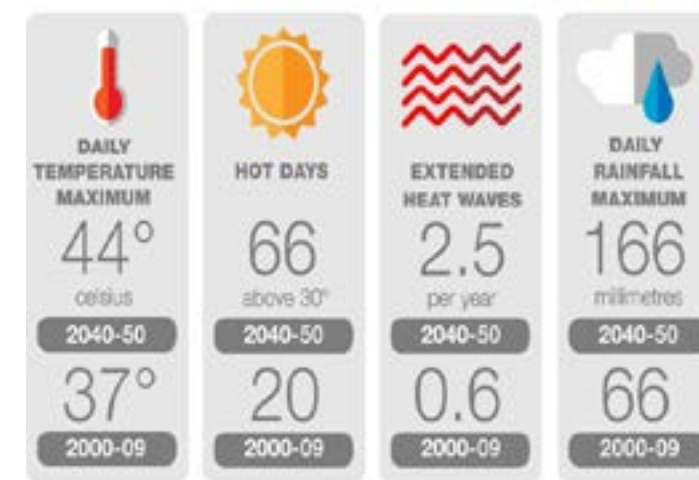 DAILY
TEMPERATURE
MAXIMUM
44°
celsius
2040-50
37°
2000-09
HOT DAYS
66
above 30°
2040-50
20
2000-09
EXTENDED
HEAT WAVES
2.5
per year
2040-50
0.6
2000-09
DAILY
RAINFALL
MAXIMUM
166
millimetres
2040-50
66
2000-09